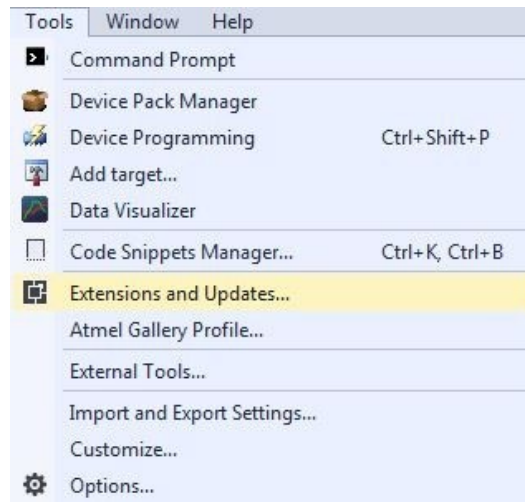 Tools Window Help
Command Prompt
Device Pack Manager
Device Programming Ctrl+Shift+P
Add target...
Data Visualizer
Code Snippets Manager... Ctrl+K, Ctrl+B
Extensions and Updates...
Atmel Gallery Profile...
External Tools...
Import and Export Settings...
Customize...
Options...